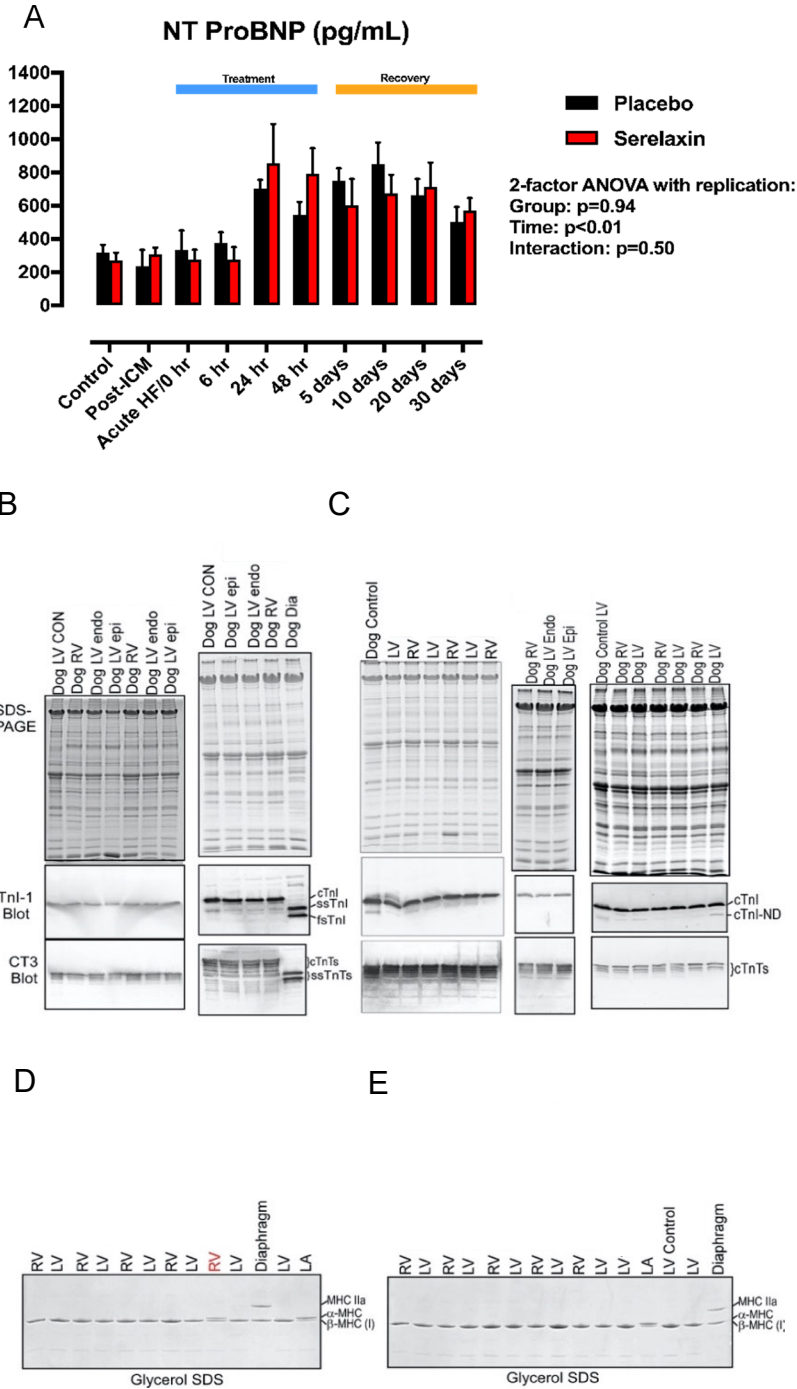 A
NT ProBNP (pg/mL)
1400
1200
1000
800
600
400
200
0
Treatment
Recovery
Placebo
Serelaxin
2-factor ANOVA with replication:
Group: p=0.94
Time: p<0.01
Interaction: p=0.50
Control
Post-ICM
Acute HF/0 hr
6 hr
24 hr
48 hr
5 days
10 days
20 days
30 days
B
Dog LV CON
Dog RV
Dog LV endo
Dog LV epi
Dog RV
Dog LV endo
Dog LV epi
Dog LV CON
Dog LV epi
Dog LV endo
Dog RV
Dog Dia
SDS-
PAGE
TnI-1
Blot
CT3
Blot
cTnI
ssTnI
fsTnI
}cTnTs
}ssTnTs
C
Dog Control
LV
RV
LV
RV
LV
RV
Dog RV
Dog LV Endo
Dog LV Epi
Dog Control LV
Dog RV
Dog LV
Dog RV
Dog LV
Dog RV
Dog LV
cTnI
cTnI-ND
}cTnTs
D
RV
LV
RV
LV
RV
LV
RV
LV
RV
LV
Diaphragm
LV
LA
MHC IIa
α-MHC
β-MHC (I)
Glycerol SDS
E
RV
LV
RV
LV
RV
LV
RV
LV
RV
LV
LV
LA
LV Control
LV
Diaphragm
MHC IIa
α-MHC
β-MHC (I)
Glycerol SDS